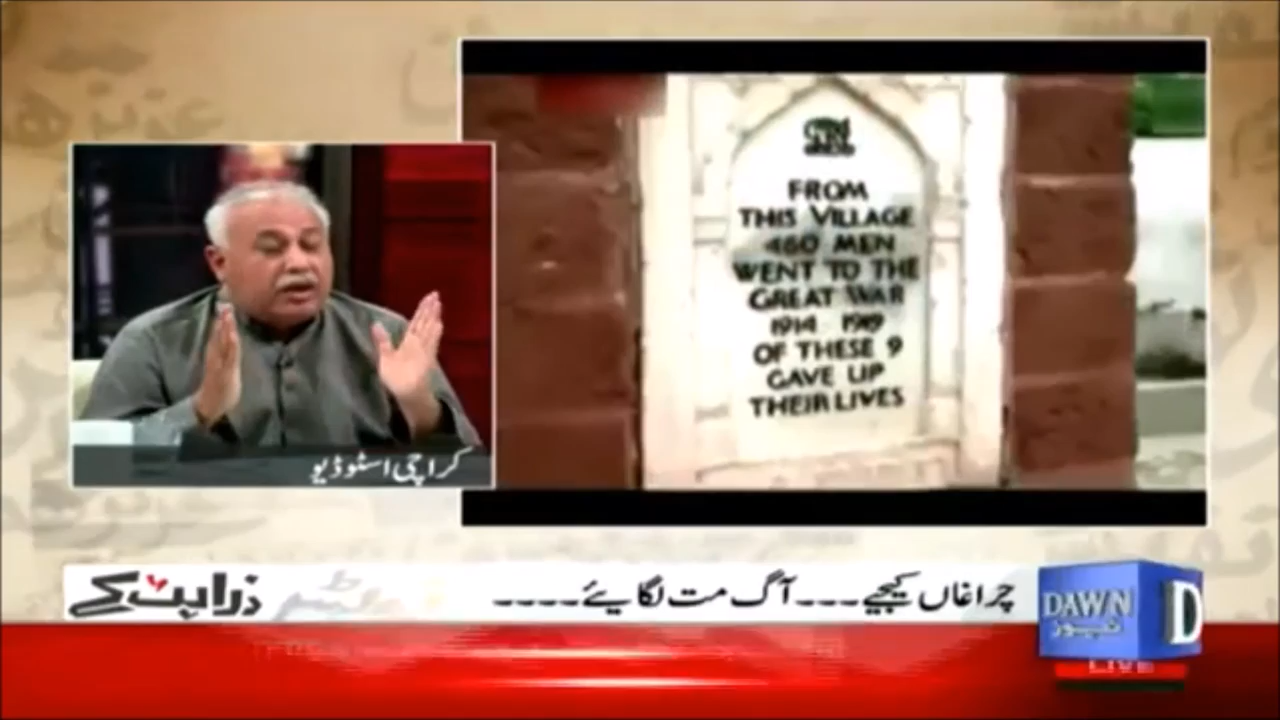 FROM
THIS VILLAGE
460 MEN
WENT TO THE
GREAT WAR
1914 1919
OF THESE 9
GAVE UP
THEIR LIVES
کراچی اسٹوڈیو
ذرا ہٹ کے
چراغاں کیجیے۔۔۔آگ مت لگایئے۔۔۔۔
DAWN
نیوز
D
LIVE